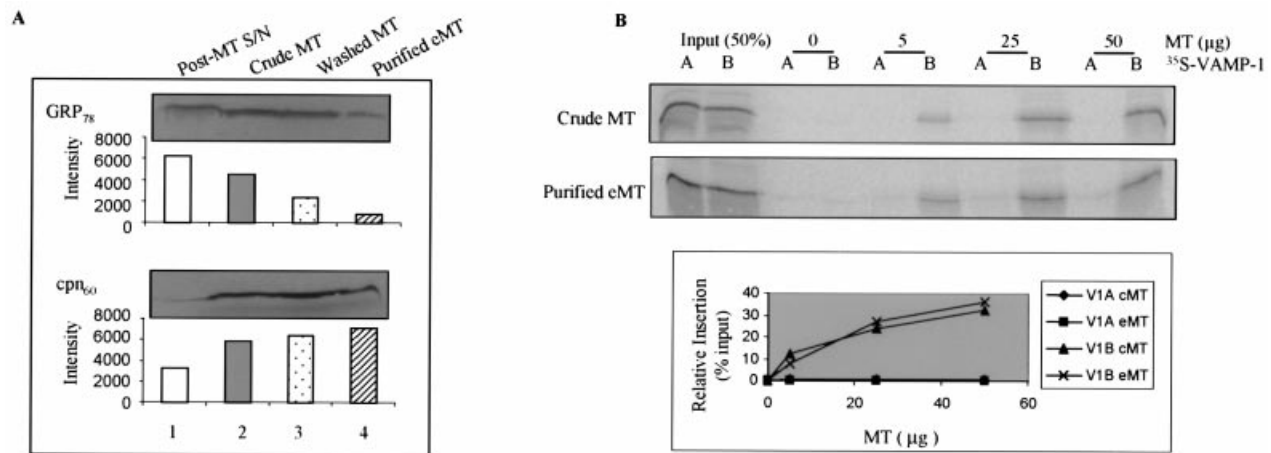 A
Post-MT S/N
Crude MT
Washed MT
Purified eMT
GRP78
8000
6000
4000
2000
0
Intensity
cpn60
8000
6000
4000
2000
0
Intensity
1 2 3 4
B
Input (50%) 0 5 25 50 MT (µg)
A B A B A B A B A B 35S-VAMP-1
Crude MT
Purified eMT
40
30
20
10
0
Relative Insertion
(% input)
0 20 40 60
MT ( µg )
V1A cMT
V1A eMT
V1B cMT
V1B eMT